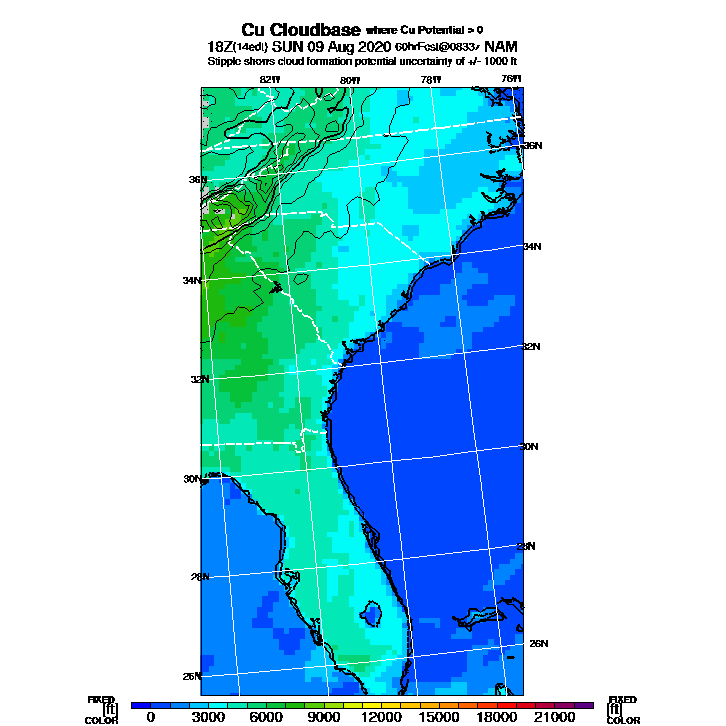 Cu Cloudbase where Cu Potential > 0
18Z(14edt) SUN 09 Aug 2020 60hrFcst@0833z NAM
Stipple shows cloud formation potential uncertainty of +/- 1000 ft
82W 80W 78W 76W
36N 36N
34N 34N
32N 32N
30N 30N
28N 28N
26N 26N
FIXED FIXED
[ft] 0 3000 6000 9000 12000 15000 18000 21000 [ft]
COLOR COLOR